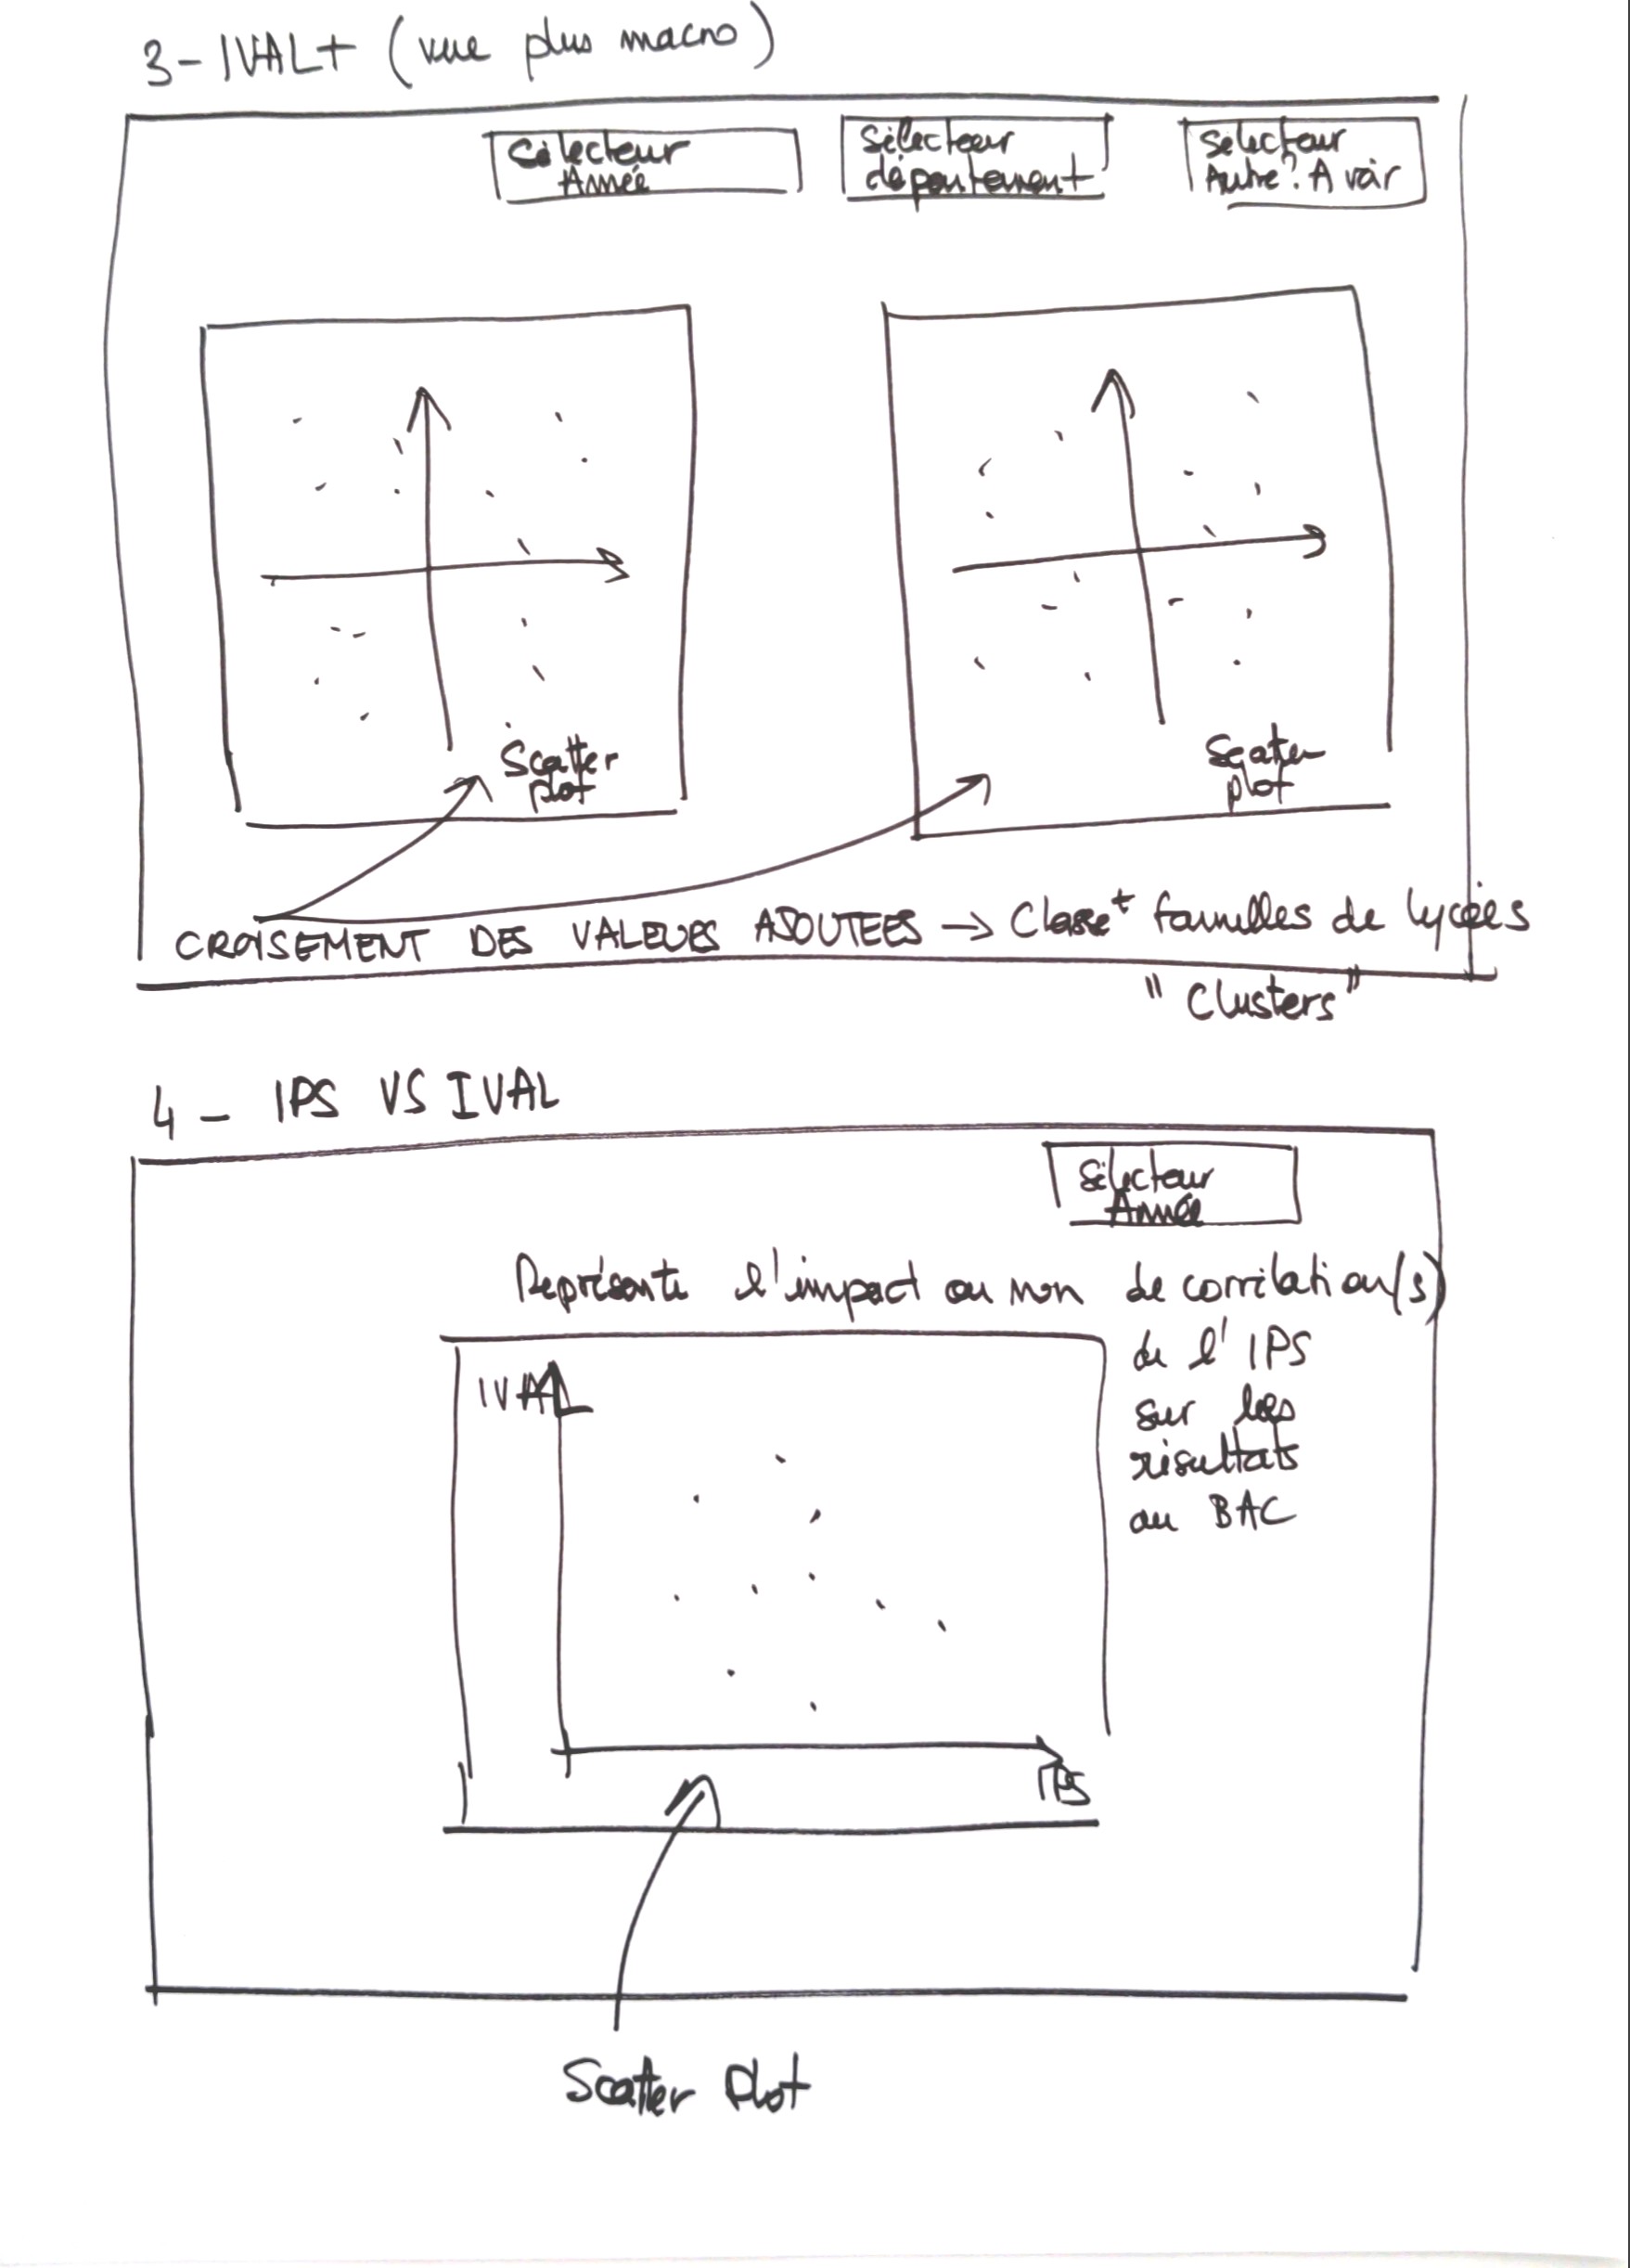 3- IVAL+ (vue plus macro)
Sélecteur
Année
Sélecteur
département
Sélecteur
Autre? A voir
Scatter
plot
Scater
plot
CROISEMENT DES VALEURS AJOUTEES → Classet familles de lycées
"Clusters"
4 - IPS VS IVAL
Sélecteur
Année
Représente l'impact ou non de corrélation(s)
de l'IPS
sur les
résultats
au BAC
IVAL
IPS
Scatter Plot